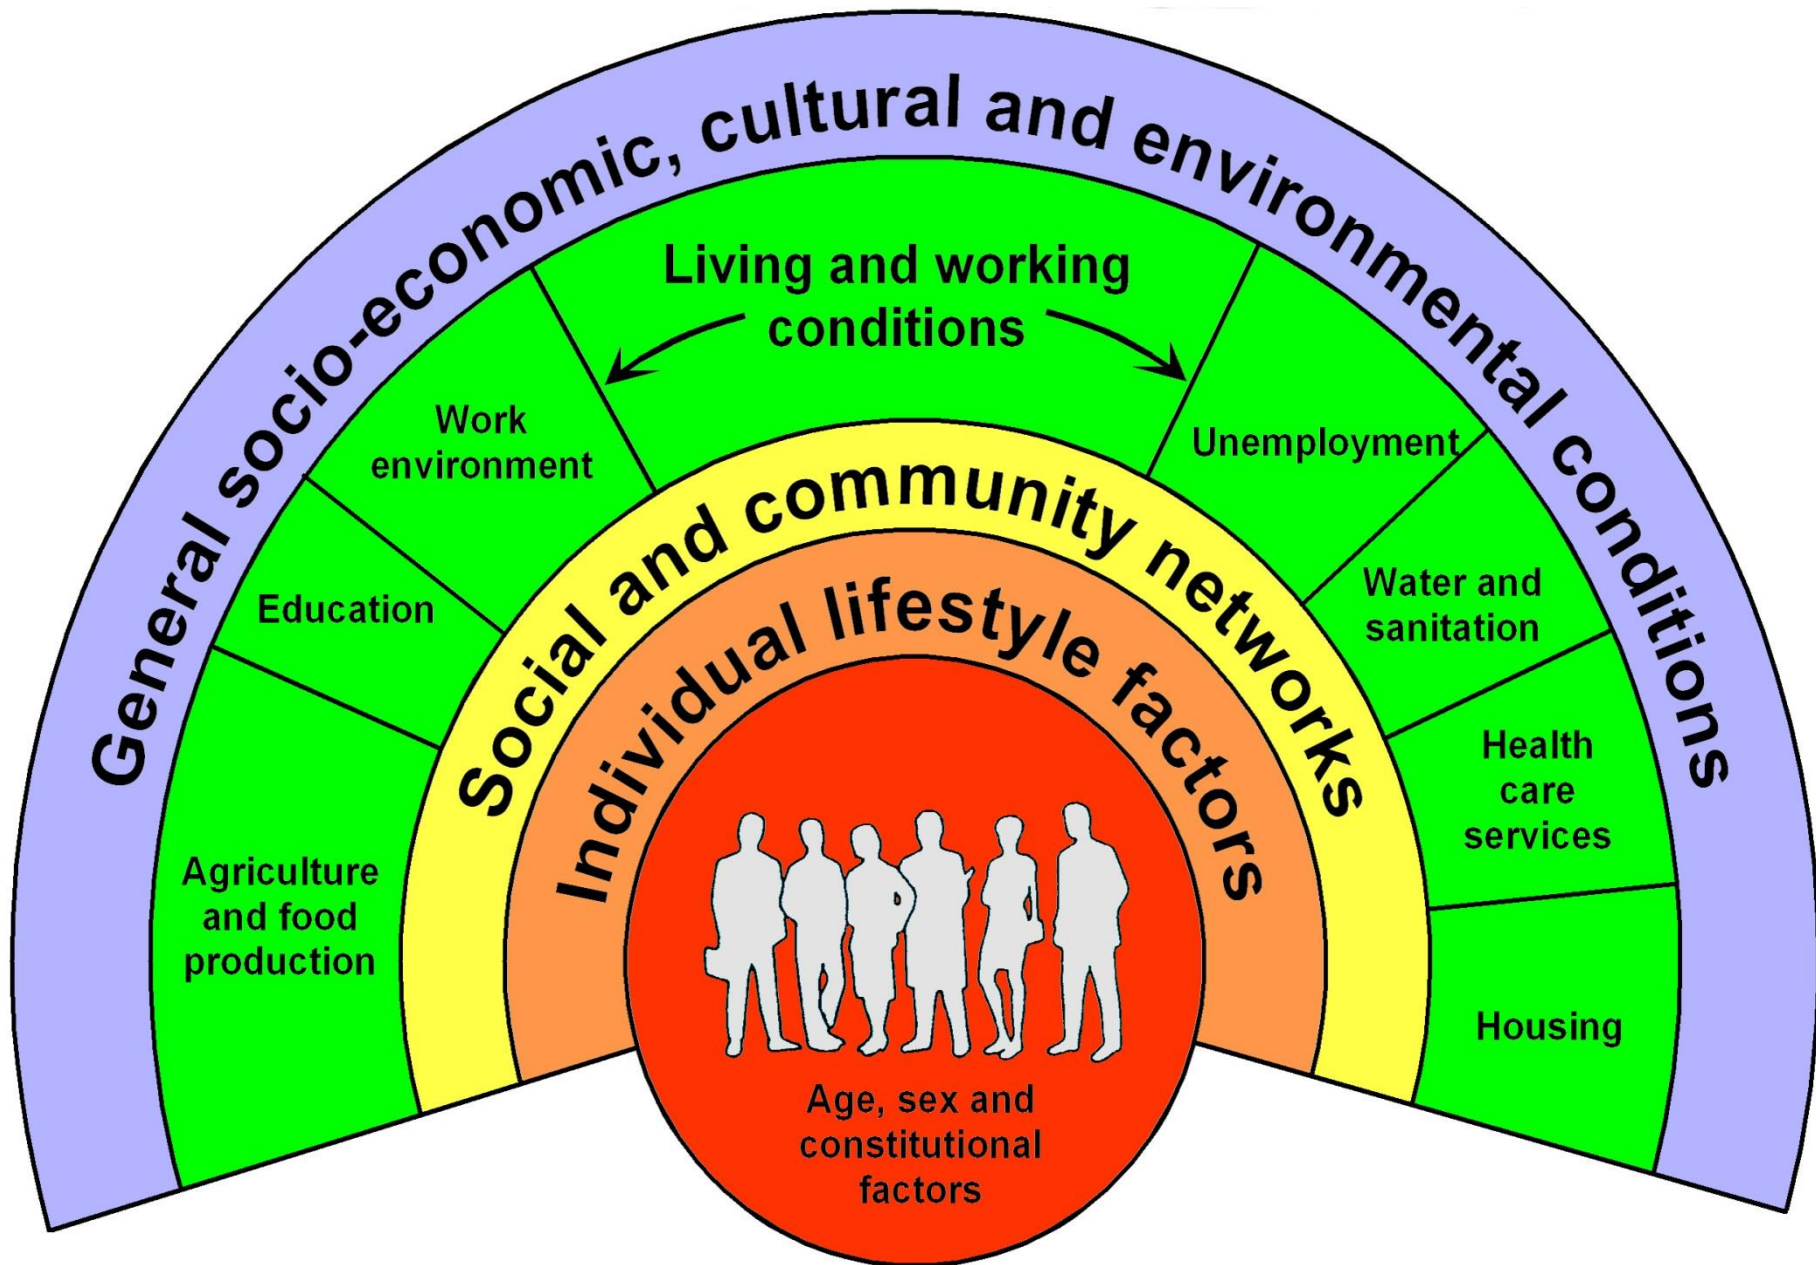 General socio-economic, cultural and environmental conditions
Living and working
conditions
Work
environment
Unemployment
Education
Water and
sanitation
Agriculture
and food
production
Health
care
services
Housing
Social and community networks
Individual lifestyle factors
Age, sex and
constitutional
factors